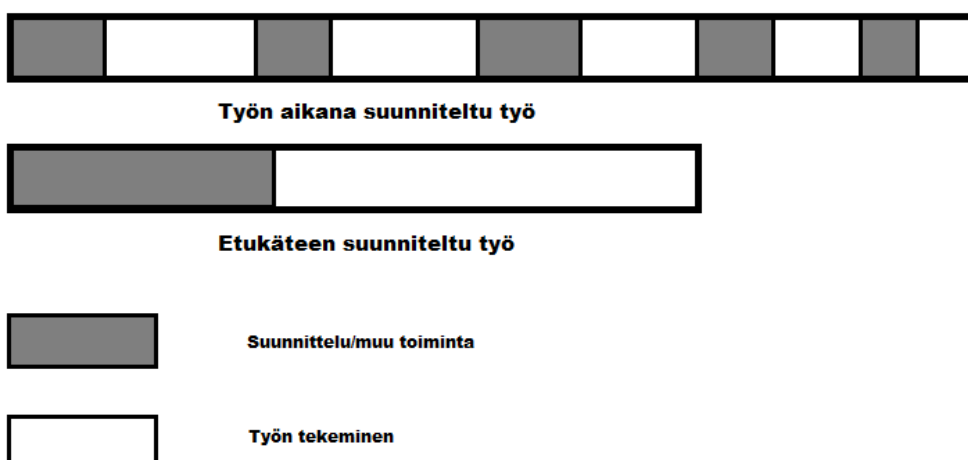 Työn aikana suunniteltu työ
Etukäteen suunniteltu työ
Suunnittelu/muu toiminta
Työn tekeminen